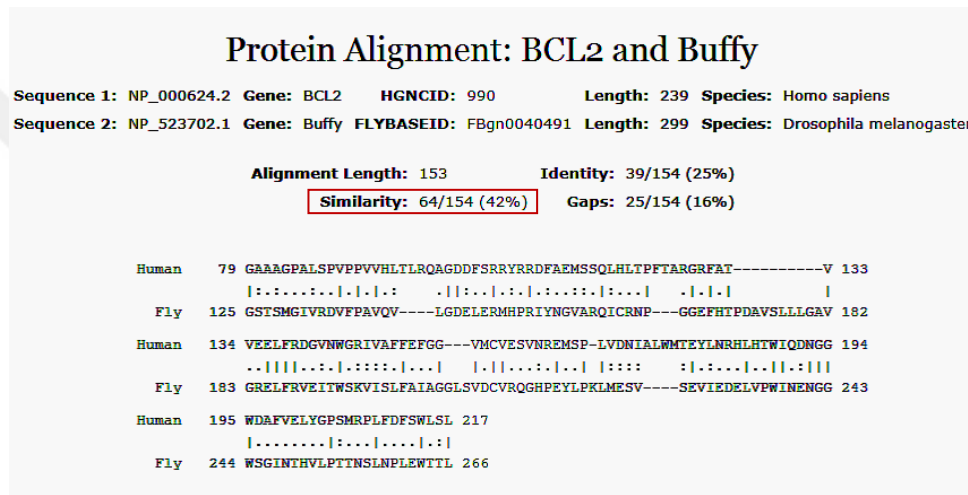 Protein Alignment: BCL2 and Buffy
Sequence 1: NP_000624.2 Gene: BCL2 HGNCID: 990 Length: 239 Species: Homo sapiens
Sequence 2: NP_523702.1 Gene: Buffy FLYBASEID: FBgn0040491 Length: 299 Species: Drosophila melanogaster
Alignment Length: 153 Identity: 39/154 (25%)
Similarity: 64/154 (42%) Gaps: 25/154 (16%)
Human 79 GAAAGPALSPVPPVVHLTLRQAGDDFSRRYRRDFAEMSSQLHLTPFTARGRFAT----------V 133
|:.:...:..|.|.|.:   .||:..|.:.|.:...::.|:...|   .|.|.|          |
Fly 125 GSTSMGIVRDVFPAVQV----LGDELERMHPRIYNGVARQICRNP---GGEFHTPDAVSLLLGAV 182
Human 134 VEELFRDGVNWGRIVAFFEFGG---VMCVESVNREMSP-LVDNIALWMTEYLNRHLHTWIQDNGG 194
..||||:...|.::::.|...|   |.||...:.|..| |:::::    :|.:...|..||.:|||
Fly 183 GRELFRVEITWSKVISLFAIAGGLSVDCVRQGHPEYLPKLMESV----SEVIEDELVPWINENGG 243
Human 195 WDAFVELYGPSMRPLFDFSWLSL 217
|........|:...|....|.:|
Fly 244 WSGINTHVLPTTNSLNPLEWTTL 266